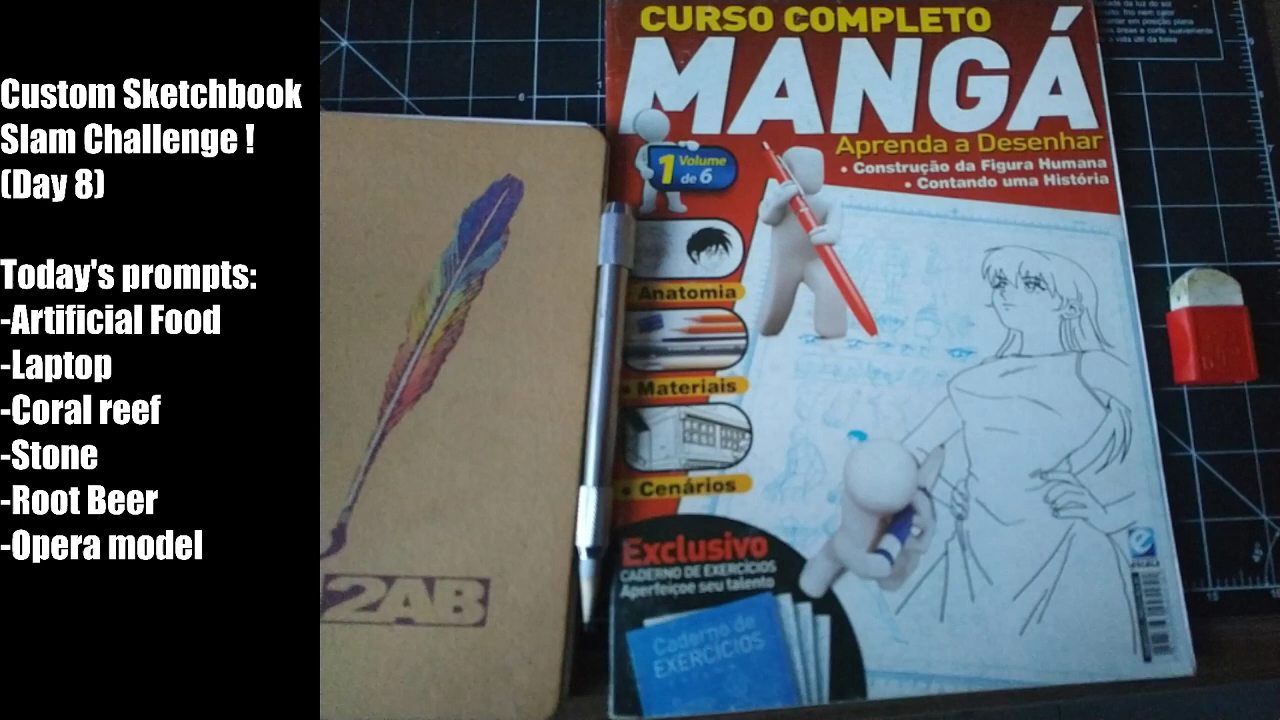 Custom Sketchbook
Slam Challenge !
(Day 8)
Today's prompts:
-Artificial Food
-Laptop
-Coral reef
-Stone
-Root Beer
-Opera model
2AB
CURSO COMPLETO
MANGÁ
Aprenda a Desenhar
• Construção da Figura Humana
• Contando uma História
1 Volume
de 6
Anatomia
• Materiais
• Cenários
Exclusivo
CADERNO DE EXERCÍCIOS
Aperfeiçoe seu talento
Caderno de
EXERCÍCIOS